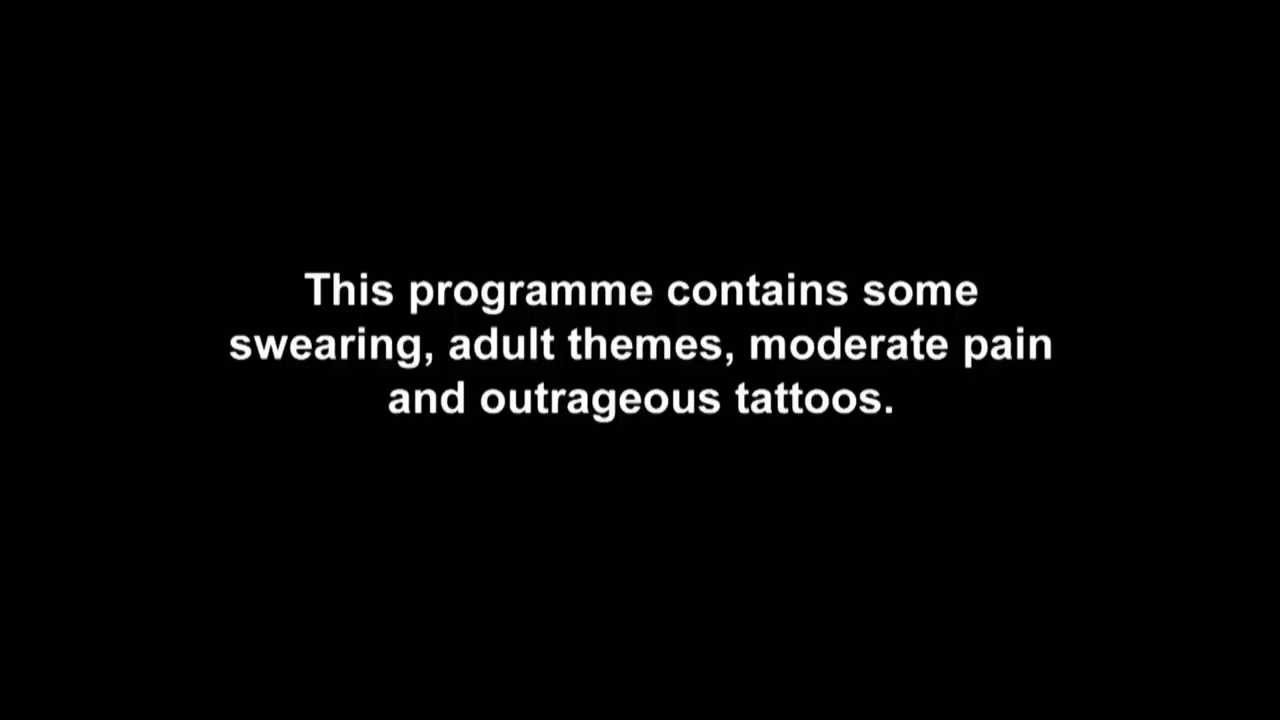 This programme contains some
swearing, adult themes, moderate pain
and outrageous tattoos.